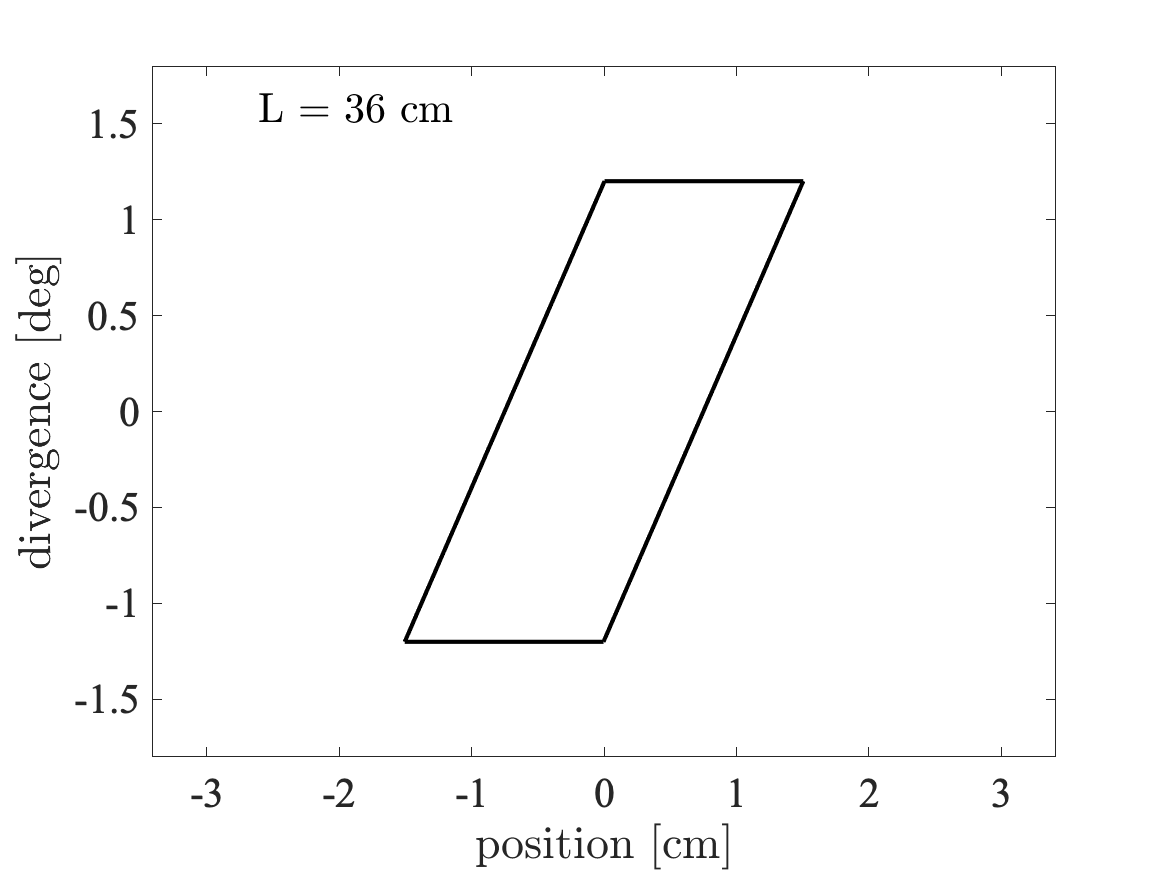 L = 36 cm
1.5
1
0.5
0
-0.5
-1
-1.5
divergence [deg]
-3 -2 -1 0 1 2 3
position [cm]